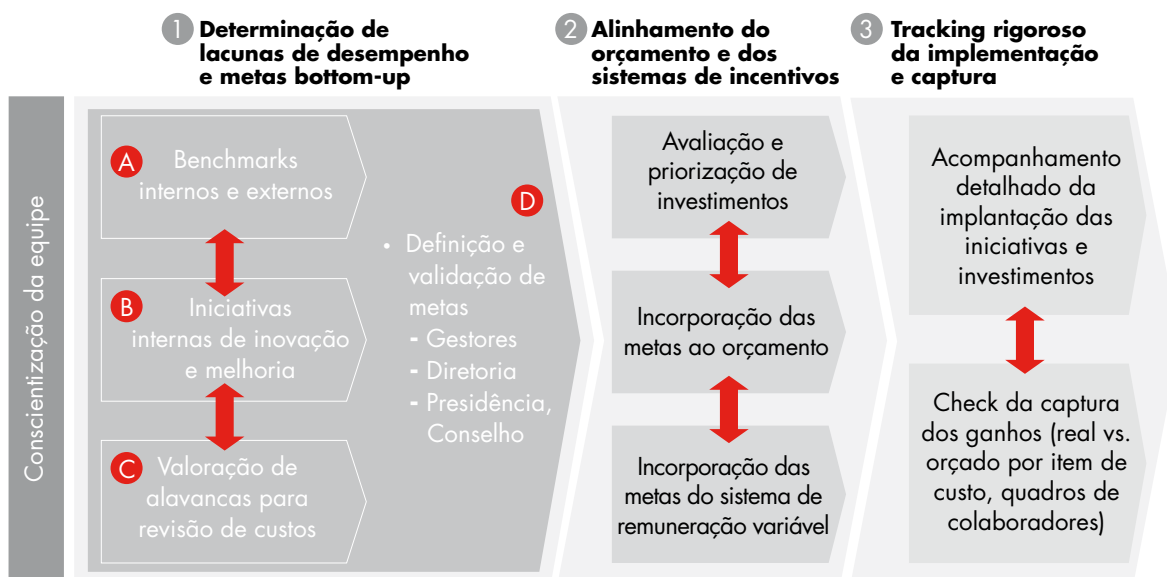 1 Determinação de
lacunas de desempenho
e metas bottom-up
2 Alinhamento do
orçamento e dos
sistemas de incentivos
3 Tracking rigoroso
da implementação
e captura
Conscientização da equipe
A
Benchmarks
internos e externos
B
Iniciativas
internas de inovação
e melhoria
C
Valoração de
alavancas para
revisão de custos
D
• Definição e
validação de
metas
- Gestores
- Diretoria
- Presidência,
Conselho
Avaliação e
priorização de
investimentos
Incorporação das
metas ao orçamento
Incorporação das
metas do sistema de
remuneração variável
Acompanhamento
detalhado da
implantação das
iniciativas e
investimentos
Check da captura
dos ganhos (real vs.
orçado por item de
custo, quadros de
colaboradores)